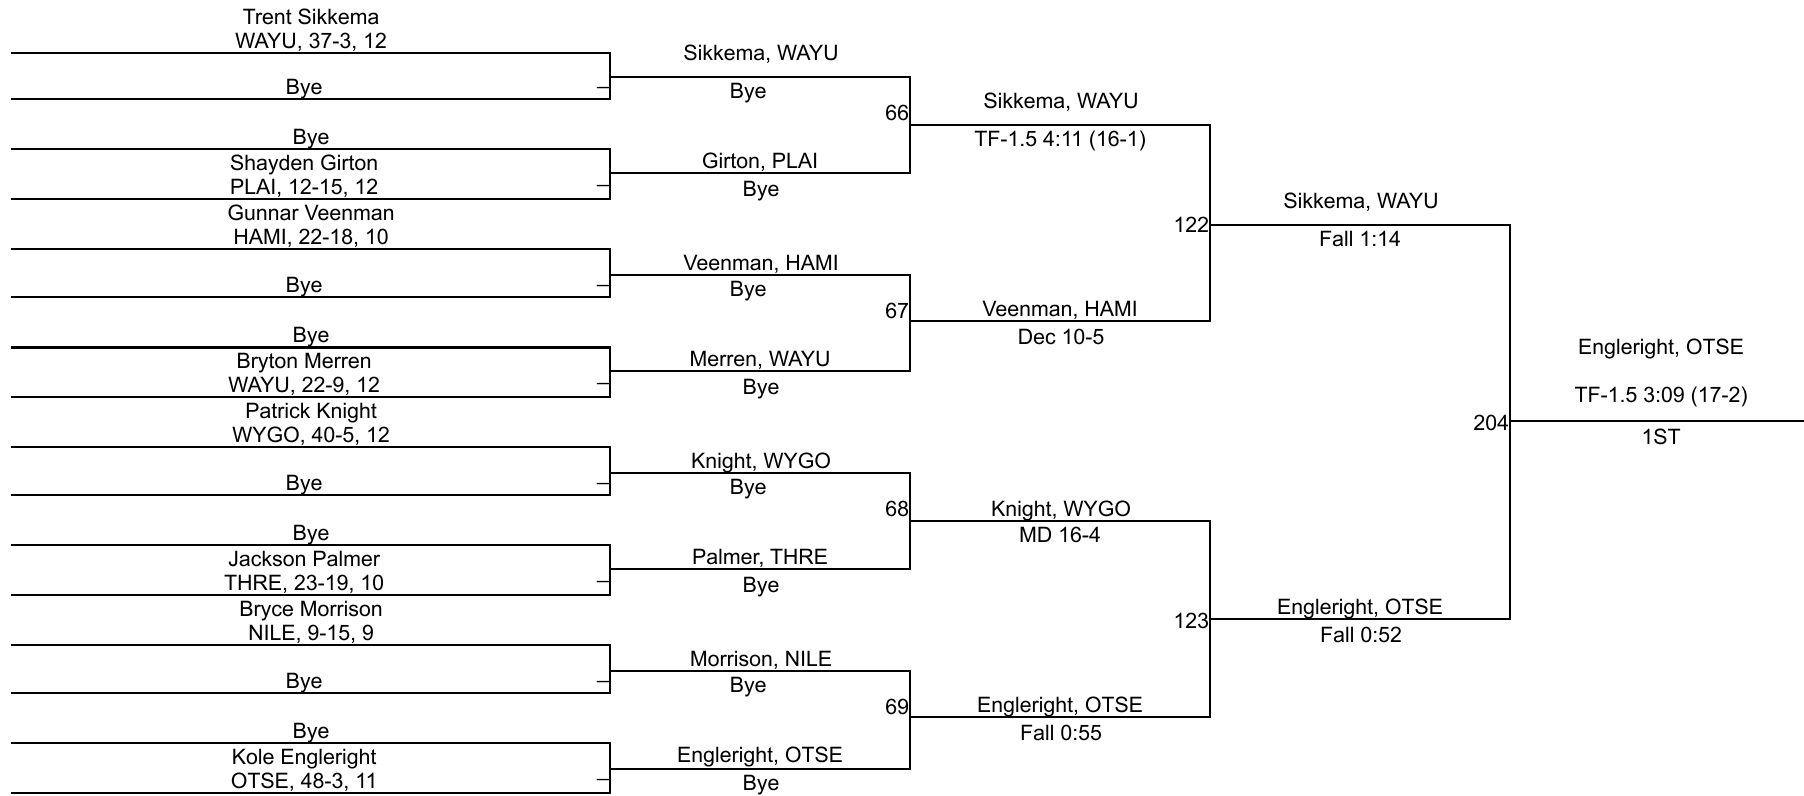 Trent Sikkema
WAYU, 37-3, 12
Bye
Bye
Shayden Girton
PLAI, 12-15, 12
Gunnar Veenman
HAMI, 22-18, 10
Bye
Bye
Bryton Merren
WAYU, 22-9, 12
Patrick Knight
WYGO, 40-5, 12
Bye
Bye
Jackson Palmer
THRE, 23-19, 10
Bryce Morrison
NILE, 9-15, 9
Bye
Bye
Kole Engleright
OTSE, 48-3, 11
Sikkema, WAYU
Bye
66
Girton, PLAI
Bye
Veenman, HAMI
Bye
67
Merren, WAYU
Bye
Knight, WYGO
Bye
68
Palmer, THRE
Bye
Morrison, NILE
Bye
69
Engleright, OTSE
Bye
Sikkema, WAYU
TF-1.5 4:11 (16-1)
122
Veenman, HAMI
Dec 10-5
Knight, WYGO
MD 16-4
123
Engleright, OTSE
Fall 0:55
Sikkema, WAYU
Fall 1:14
204
Engleright, OTSE
Fall 0:52
Engleright, OTSE
TF-1.5 3:09 (17-2)
1ST